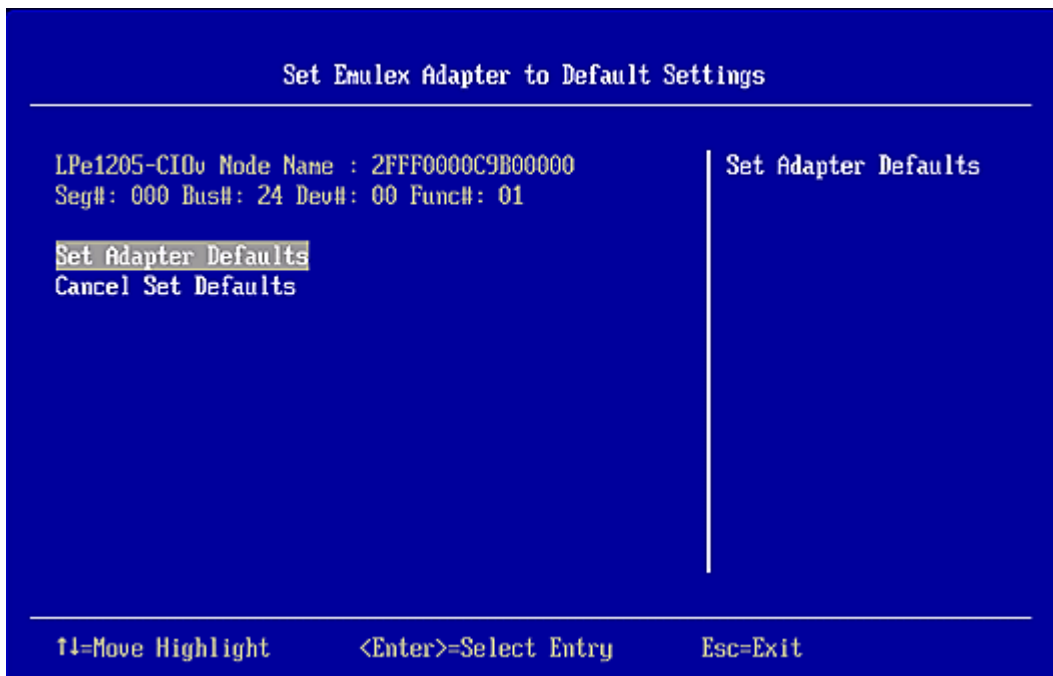 Set Emulex Adapter to Default Settings
LPe1205-CIOv Node Name : 2FFF0000C9B00000
Seg#: 000 Bus#: 24 Dev#: 00 Func#: 01
Set Adapter Defaults
Cancel Set Defaults
Set Adapter Defaults
↑↓=Move Highlight <Enter>=Select Entry Esc=Exit